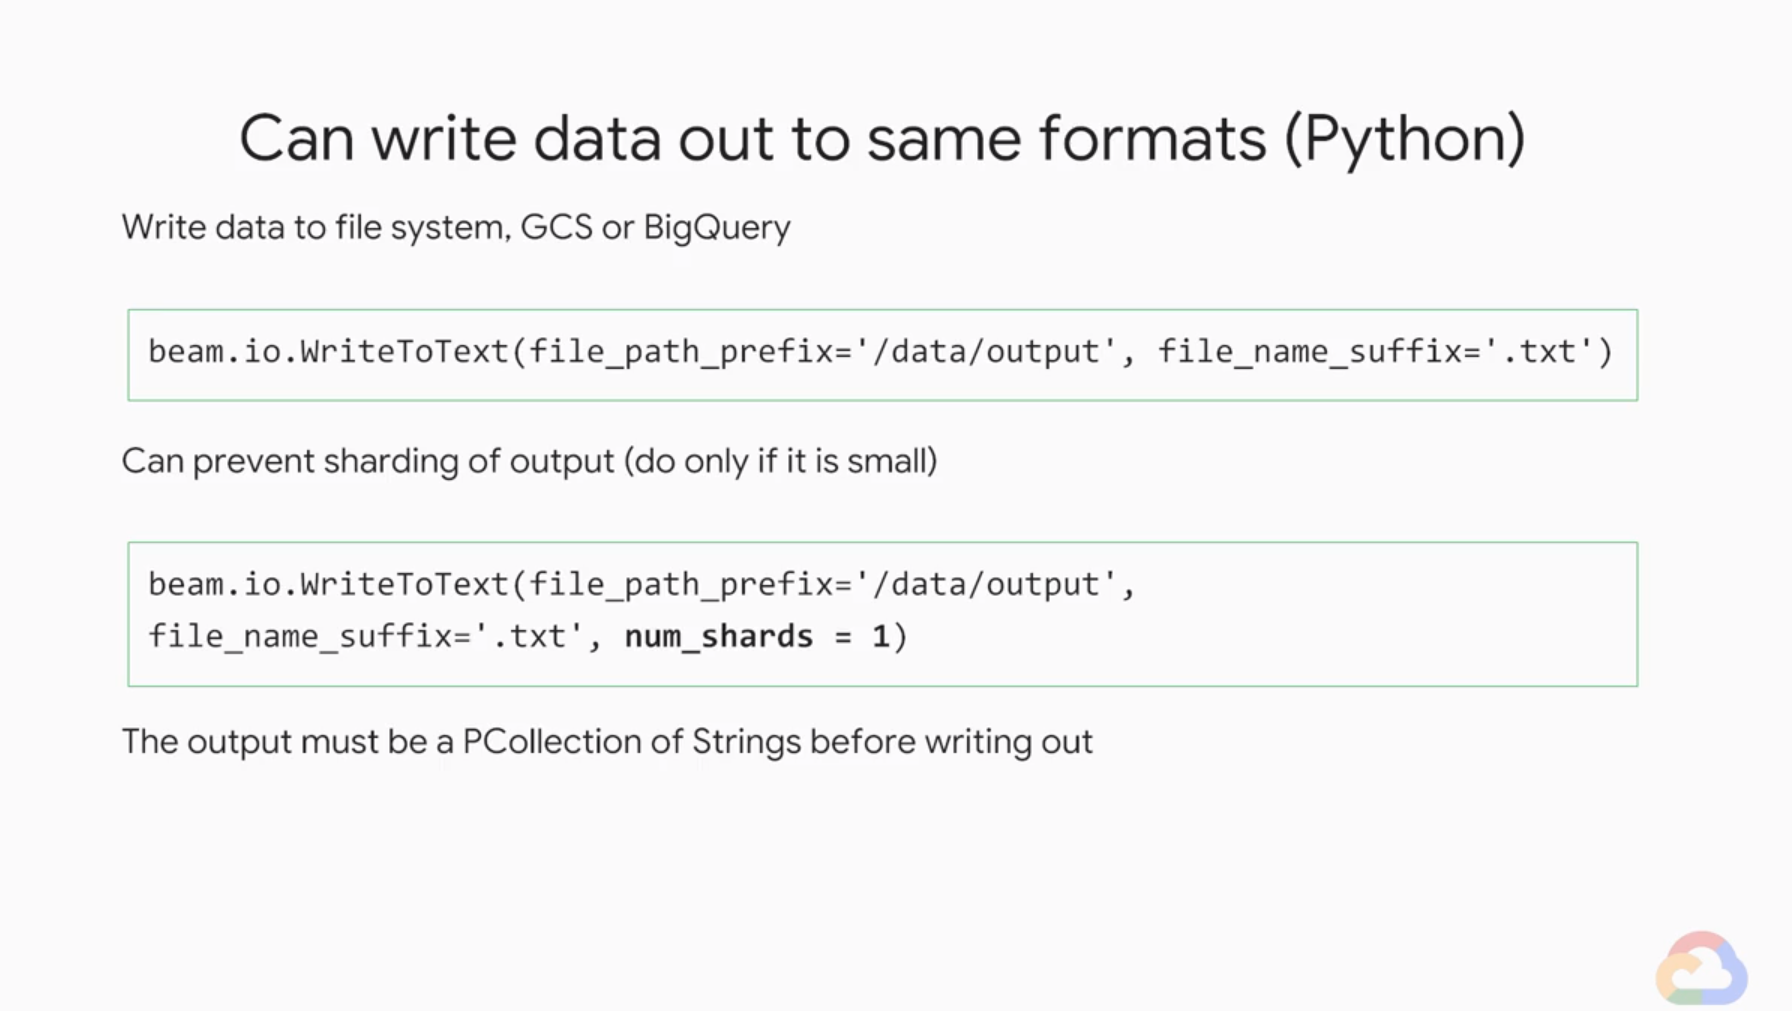 Can write data out to same formats (Python)
Write data to file system, GCS or BigQuery
beam.io.WriteToText(file_path_prefix='/data/output', file_name_suffix='.txt')
Can prevent sharding of output (do only if it is small)
beam.io.WriteToText(file_path_prefix='/data/output',
file_name_suffix='.txt', num_shards = 1)
The output must be a PCollection of Strings before writing out